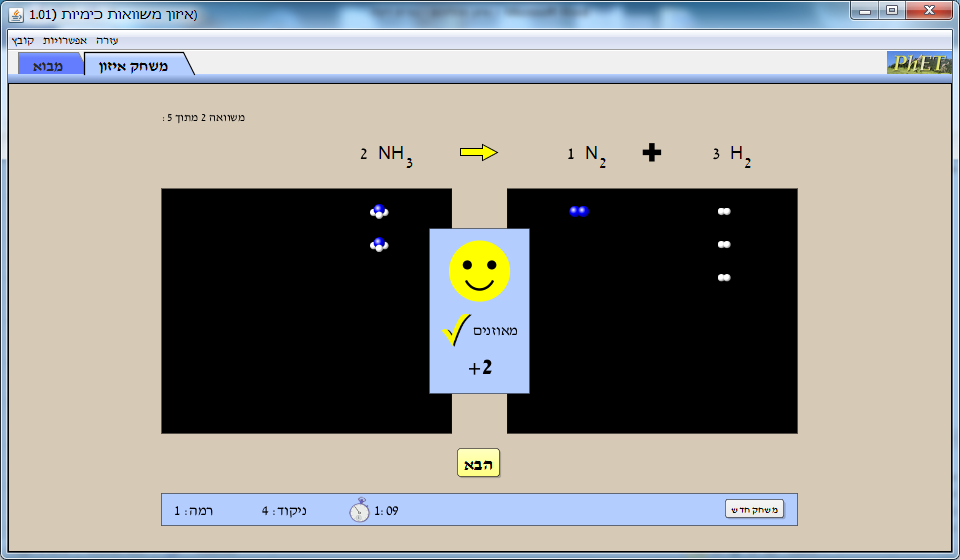 איזון משוואות כימיות (1.01)
קובץ אפשרויות עזרה
מבוא משחק איזון PhET
משוואה 2 מתוך 5 :
2 NH3 1 N2 + 3 H2
מאוזנים
+2
הבא
רמה : 1 ניקוד : 4 1: 09 משחק חדש